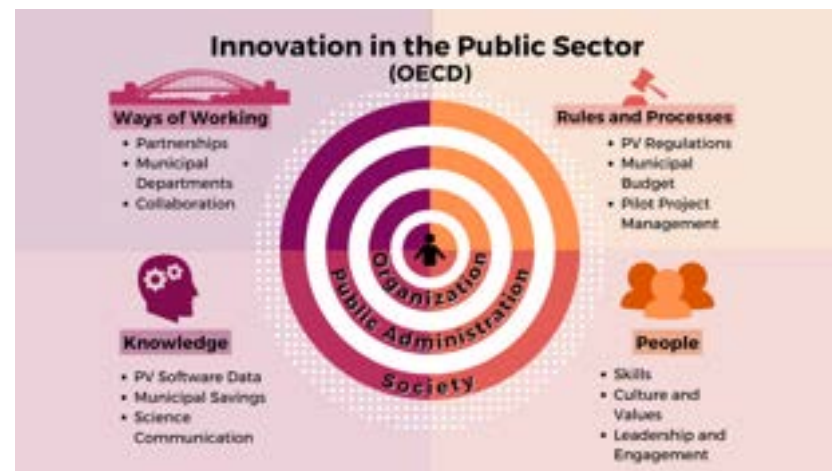 Innovation in the Public Sector
(OECD)
Ways of Working
• Partnerships
• Municipal
Departments
• Collaboration
Rules and Processes
• PV Regulations
• Municipal
Budget
• Pilot Project
Management
Organization
Public Administration
Society
Knowledge
• PV Software Data
• Municipal Savings
• Science
Communication
People
• Skills
• Culture and
Values
• Leadership and
Engagement